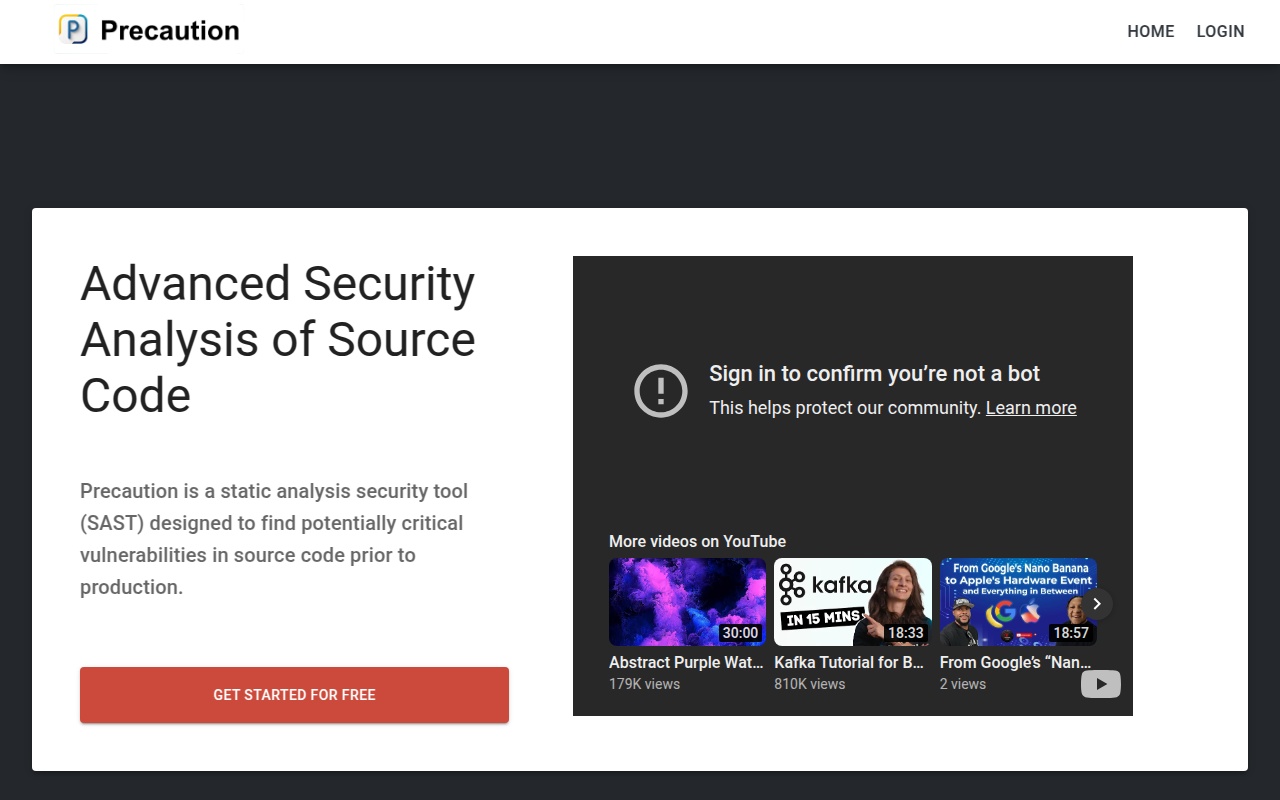 Precaution
HOME
LOGIN
Advanced Security
Analysis of Source
Code
Precaution is a static analysis security tool
(SAST) designed to find potentially critical
vulnerabilities in source code prior to
production.
GET STARTED FOR FREE
Sign in to confirm you're not a bot
This helps protect our community. Learn more
More videos on YouTube
30:00
kafka
IN 15 MINS
18:33
From Google's Nano Banana
to Apple's Hardware Event
and Everything in Between
18:57
Abstract Purple Wat...
179K views
Kafka Tutorial for B...
810K views
From Google's “Nan...
2 views